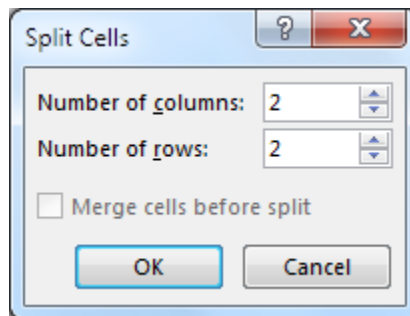 Split Cells
?
Number of columns: 2
Number of rows: 2
Merge cells before split
OK Cancel